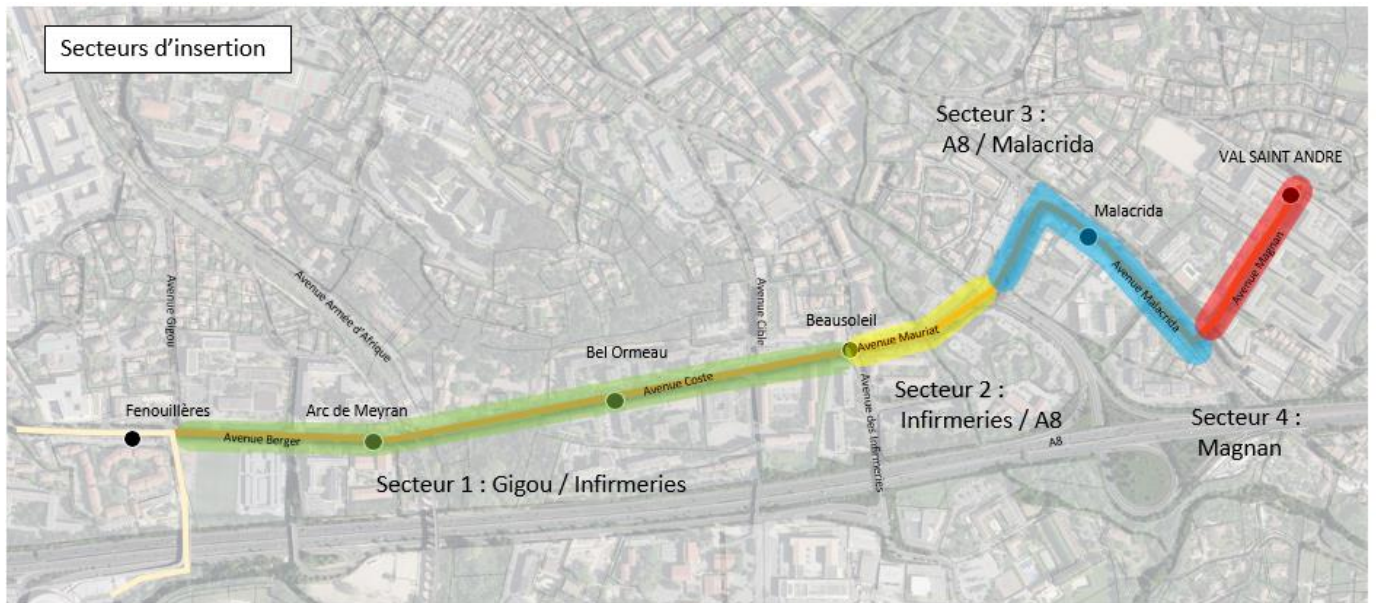 Secteurs d'insertion
Secteur 3 :
A8 / Malacrida
VAL SAINT ANDRE
Malacrida
Avenue Magnan
Avenue Malacrida
Avenue Gigou
Avenue Armée d'Afrique
Avenue Cible
Beausoleil
Avenue Mauriat
Bel Ormeau
Avenue Coste
Secteur 2 :
Infirmeries / A8
Avenue des Infirmeries
Fenouillères
Arc de Meyran
Avenue Berger
A8
Secteur 4 :
Magnan
Secteur 1 : Gigou / Infirmeries